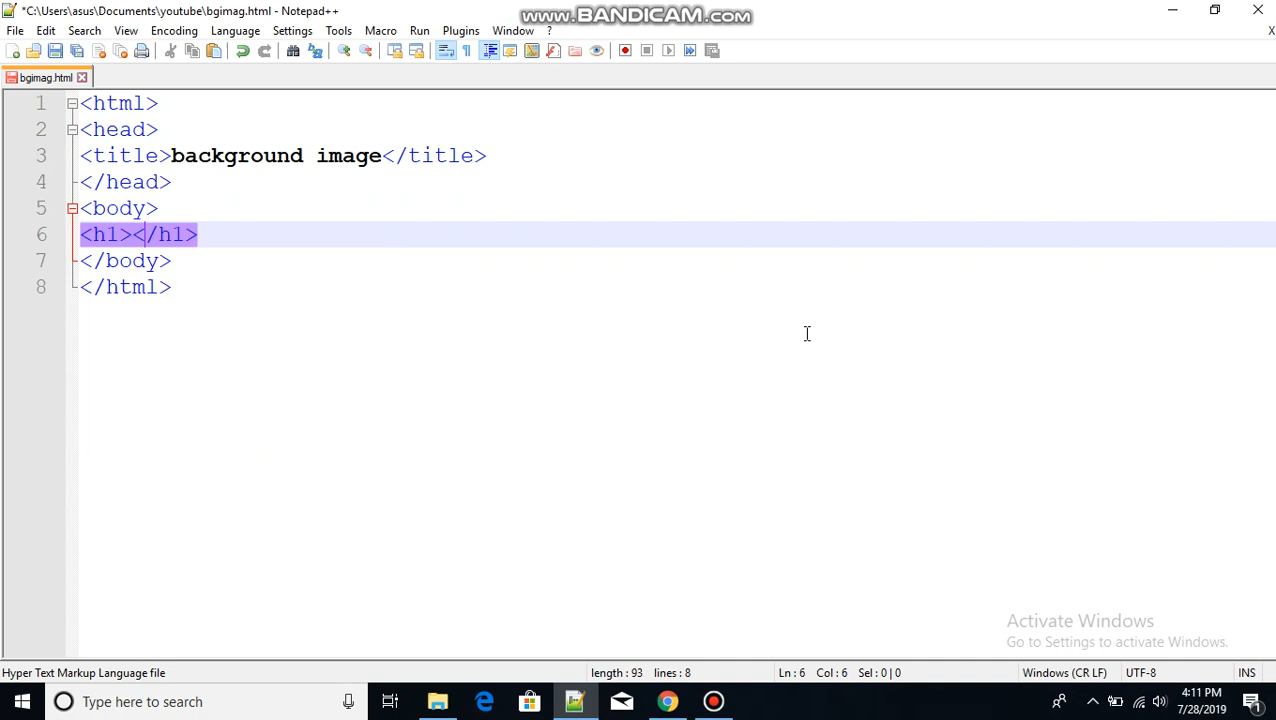 *C:\Users\asus\Documents\youtube\bgimag.html - Notepad++
www.BANDICAM.com
File Edit Search View Encoding Language Settings Tools Macro Run Plugins Window ?
X
bgimag.html
1 <html>
2 <head>
3 <title>background image</title>
4 </head>
5 <body>
6 <h1></h1>
7 </body>
8 </html>
Activate Windows
Go to Settings to activate Windows.
Hyper Text Markup Language file length : 93 lines : 8 Ln : 6 Col : 6 Sel : 0 | 0 Windows (CR LF) UTF-8 INS
Type here to search
4:11 PM
7/28/2019
1